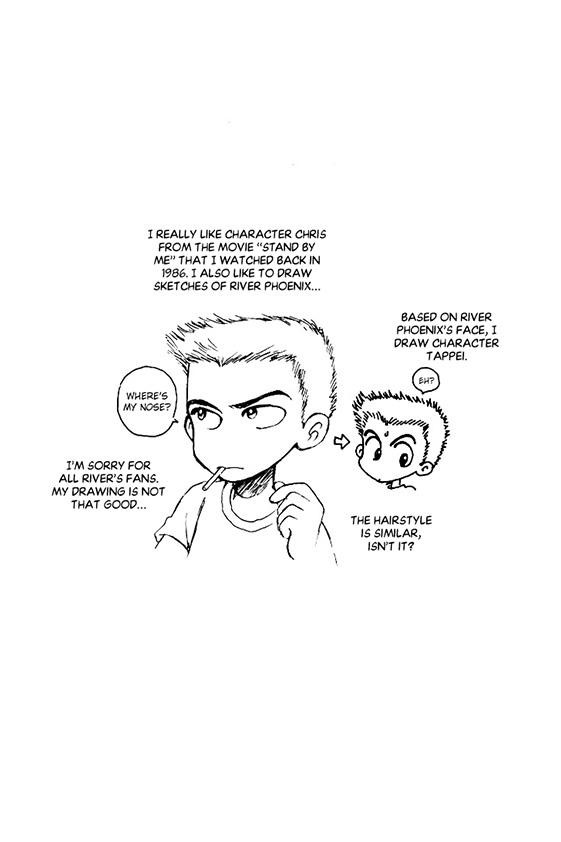 I REALLY LIKE CHARACTER CHRIS
FROM THE MOVIE "STAND BY
ME" THAT I WATCHED BACK IN
1986. I ALSO LIKE TO DRAW
SKETCHES OF RIVER PHOENIX...
BASED ON RIVER
PHOENIX'S FACE, I
DRAW CHARACTER
TAPPEI.
EH?
WHERE'S
MY NOSE?
I'M SORRY FOR
ALL RIVER'S FANS.
MY DRAWING IS NOT
THAT GOOD...
THE HAIRSTYLE
IS SIMILAR,
ISN'T IT?